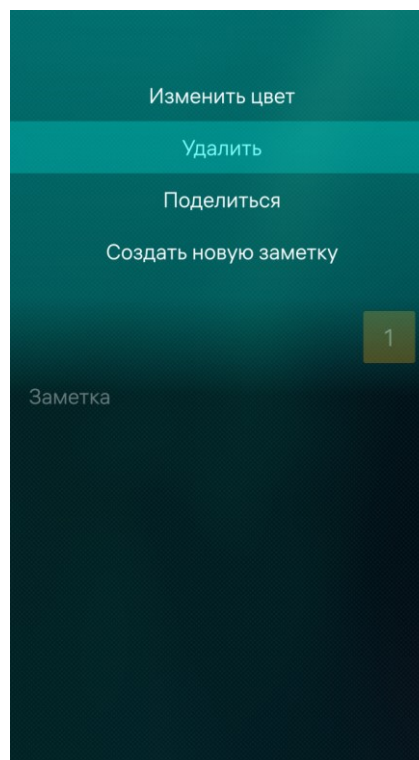 Изменить цвет
Удалить
Поделиться
Создать новую заметку
1
Заметка